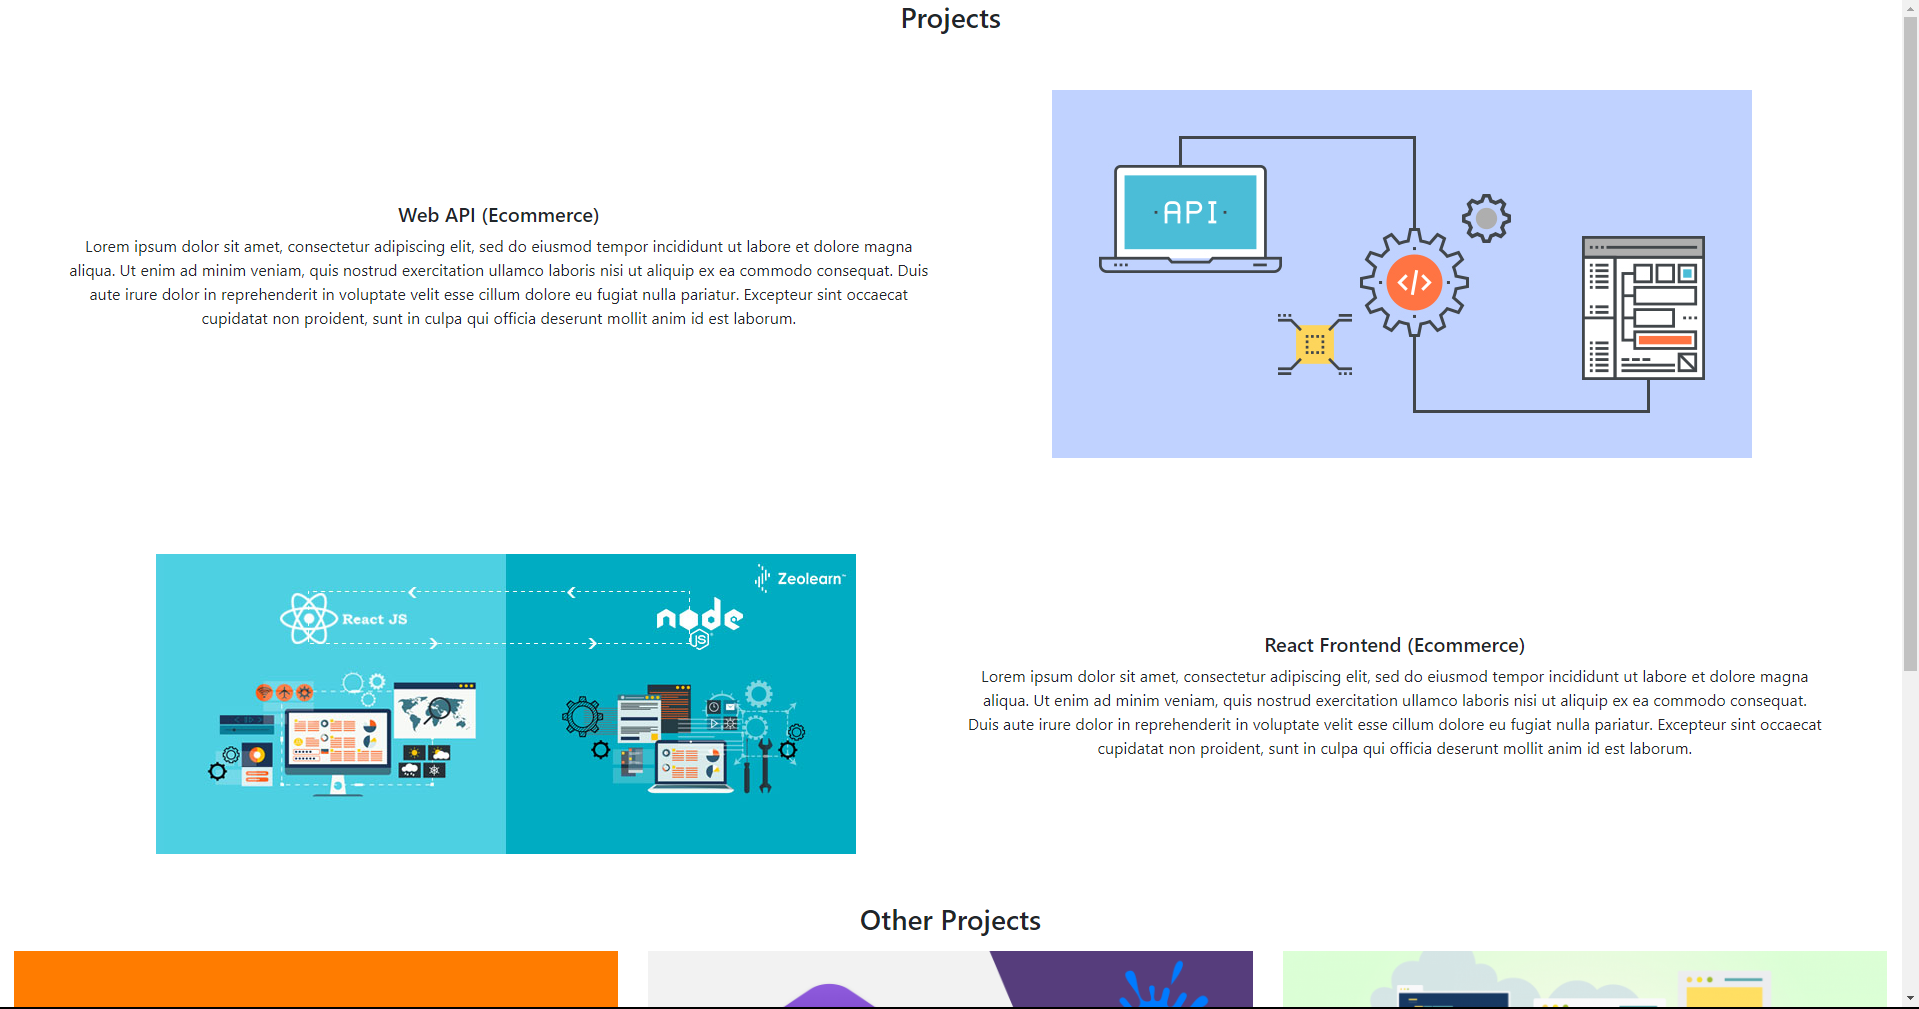 Projects
API
</>
Web API (Ecommerce)
Lorem ipsum dolor sit amet, consectetur adipiscing elit, sed do eiusmod tempor incididunt ut labore et dolore magna
aliqua. Ut enim ad minim veniam, quis nostrud exercitation ullamco laboris nisi ut aliquip ex ea commodo consequat. Duis
aute irure dolor in reprehenderit in voluptate velit esse cillum dolore eu fugiat nulla pariatur. Excepteur sint occaecat
cupidatat non proident, sunt in culpa qui officia deserunt mollit anim id est laborum.
Zeolearn
React JS
node
JS
React Frontend (Ecommerce)
Lorem ipsum dolor sit amet, consectetur adipiscing elit, sed do eiusmod tempor incididunt ut labore et dolore magna
aliqua. Ut enim ad minim veniam, quis nostrud exercitation ullamco laboris nisi ut aliquip ex ea commodo consequat.
Duis aute irure dolor in reprehenderit in voluptate velit esse cillum dolore eu fugiat nulla pariatur. Excepteur sint occaecat
cupidatat non proident, sunt in culpa qui officia deserunt mollit anim id est laborum.
Other Projects